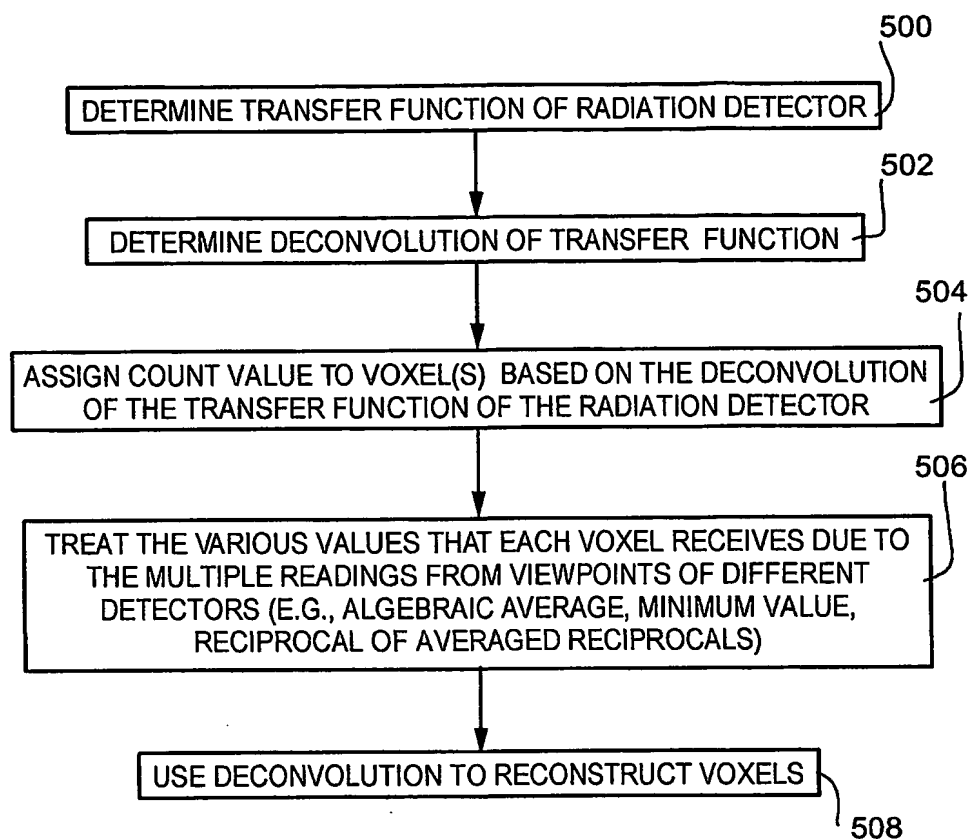 500
DETERMINE TRANSFER FUNCTION OF RADIATION DETECTOR
502
DETERMINE DECONVOLUTION OF TRANSFER FUNCTION
504
ASSIGN COUNT VALUE TO VOXEL(S) BASED ON THE DECONVOLUTION
OF THE TRANSFER FUNCTION OF THE RADIATION DETECTOR
506
TREAT THE VARIOUS VALUES THAT EACH VOXEL RECEIVES DUE TO
THE MULTIPLE READINGS FROM VIEWPOINTS OF DIFFERENT
DETECTORS (E.G., ALGEBRAIC AVERAGE, MINIMUM VALUE,
RECIPROCAL OF AVERAGED RECIPROCALS)
USE DECONVOLUTION TO RECONSTRUCT VOXELS
508